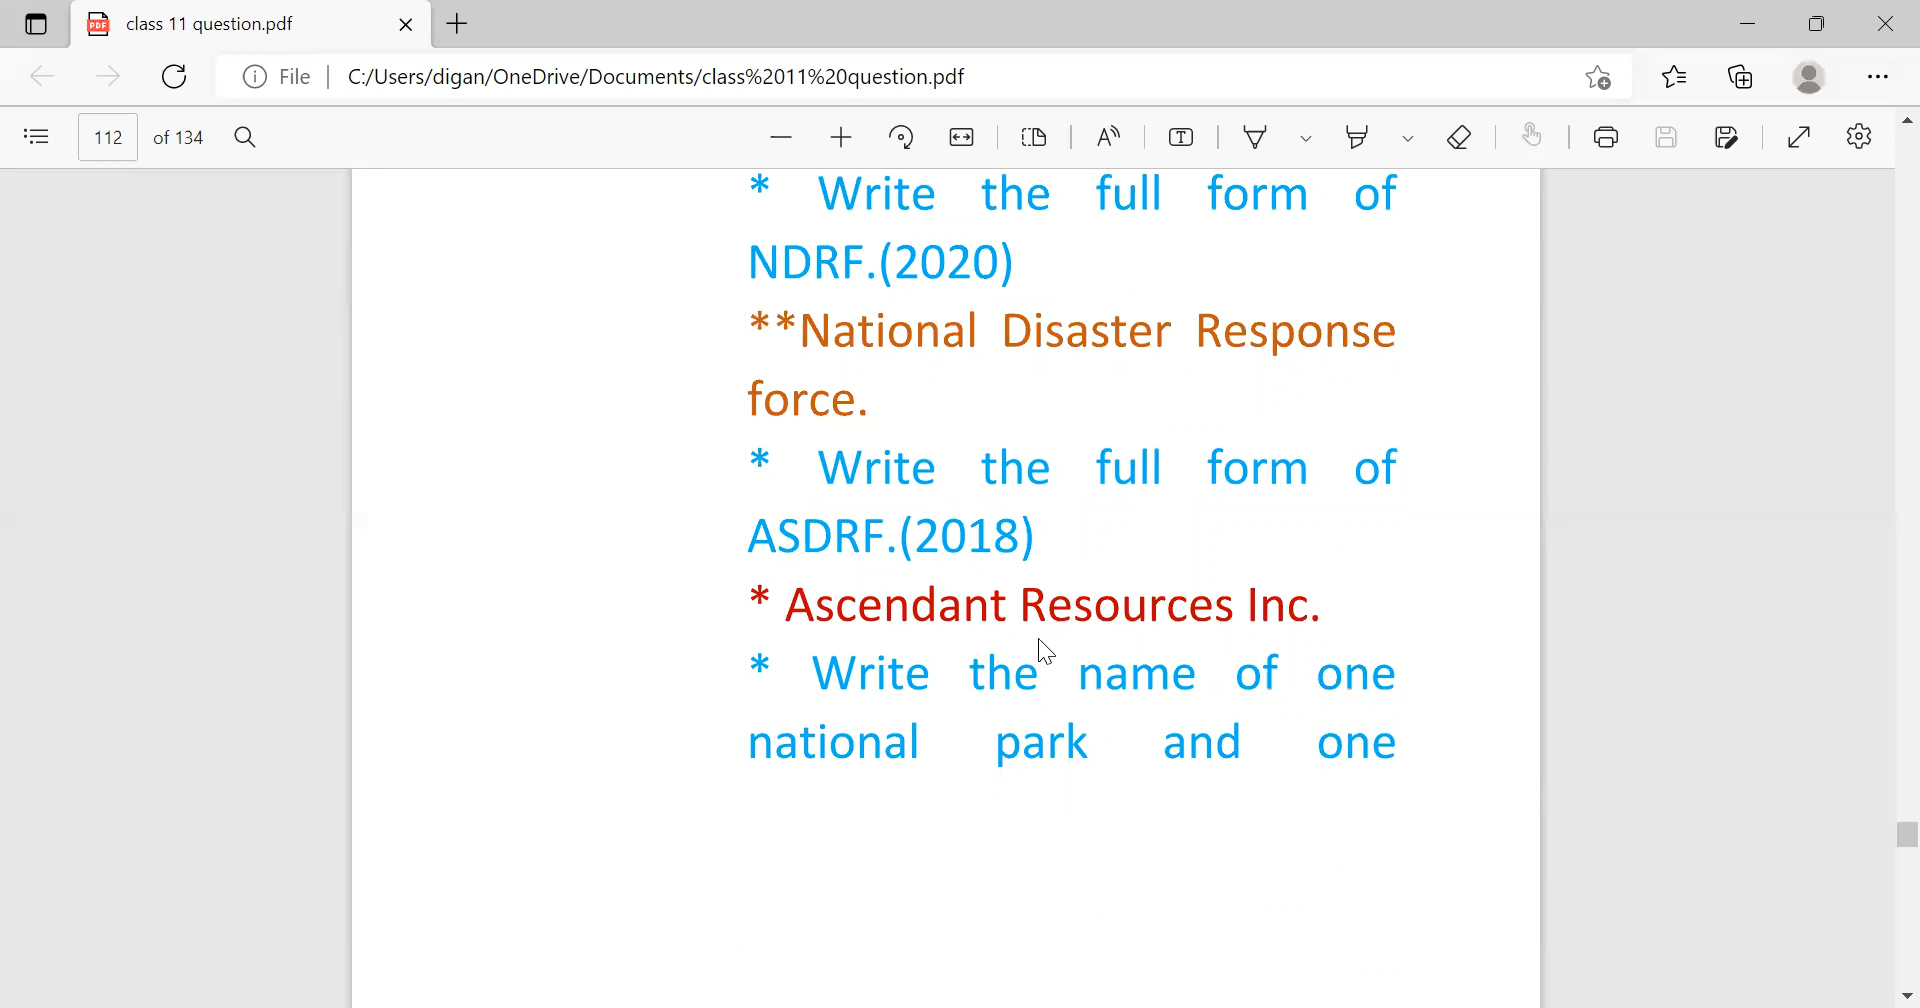 class 11 question.pdf
File C:/Users/digan/OneDrive/Documents/class%2011%20question.pdf
112 of 134
* Write the full form of
NDRF.(2020)
**National Disaster Response
force.
* Write the full form of
ASDRF.(2018)
* Ascendant Resources Inc.
* Write the name of one
national park and one